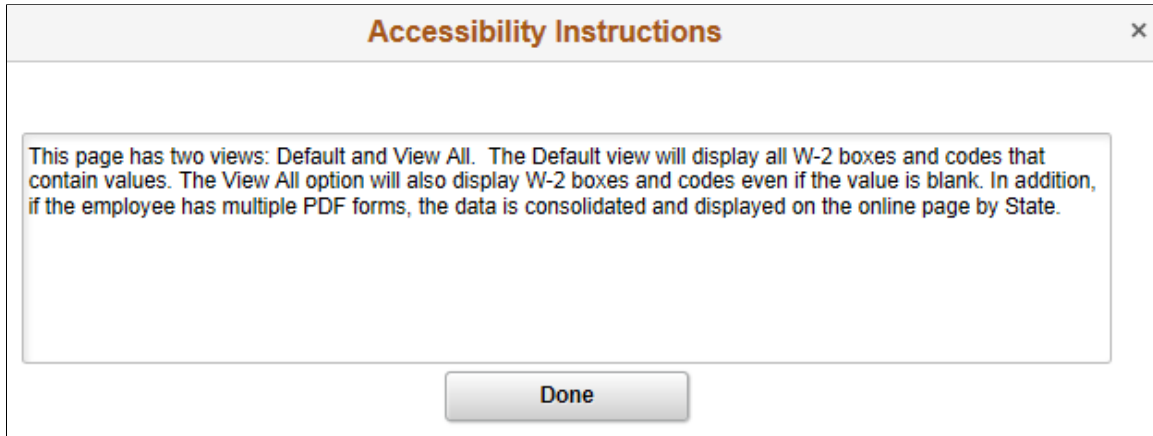 Accessibility Instructions
×
This page has two views: Default and View All.  The Default view will display all W-2 boxes and codes that
contain values. The View All option will also display W-2 boxes and codes even if the value is blank. In addition,
if the employee has multiple PDF forms, the data is consolidated and displayed on the online page by State.
Done